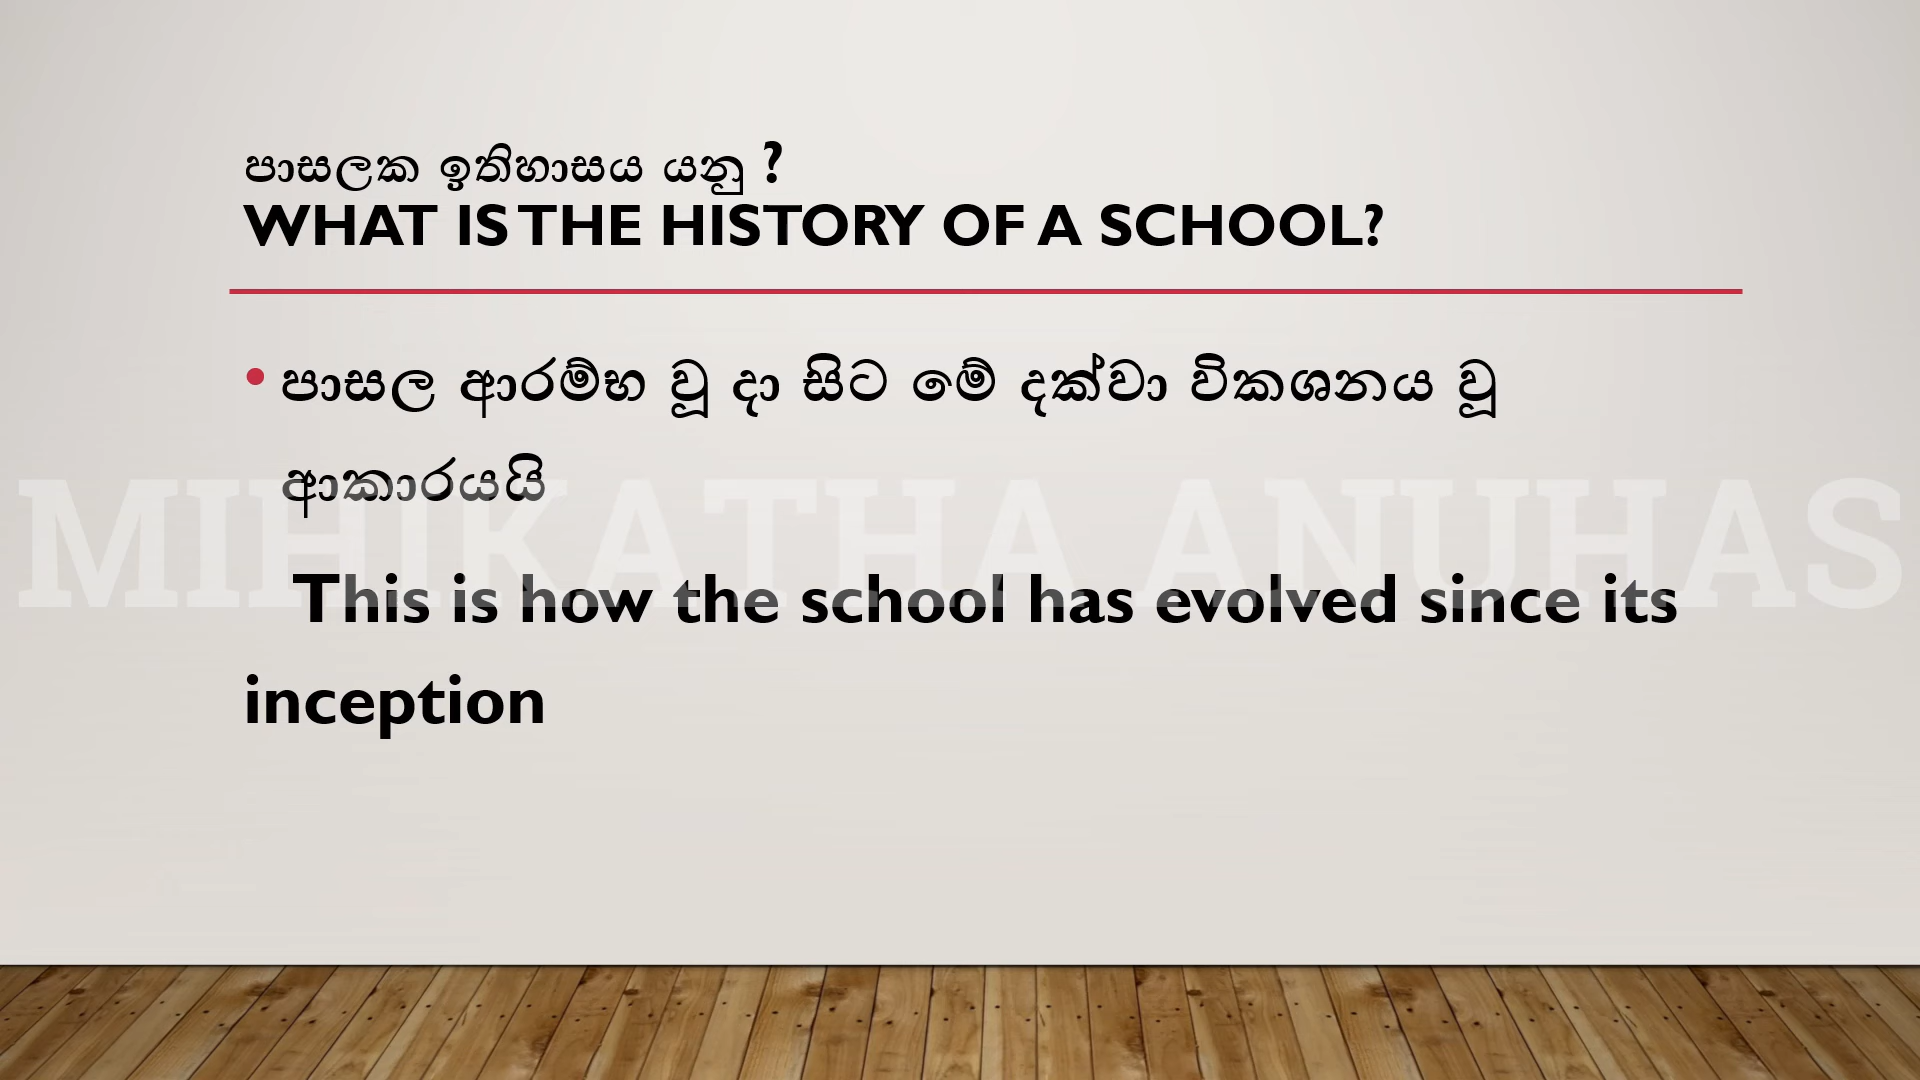 පාසලක ඉතිහාසය යනු ?
WHAT IS THE HISTORY OF A SCHOOL?
• පාසල ආරම්භ වූ දා සිට මේ දක්වා විකශනය වූ
ආකාරයයි
MIHIKATHA ANUHAS
This is how the school has evolved since its
inception